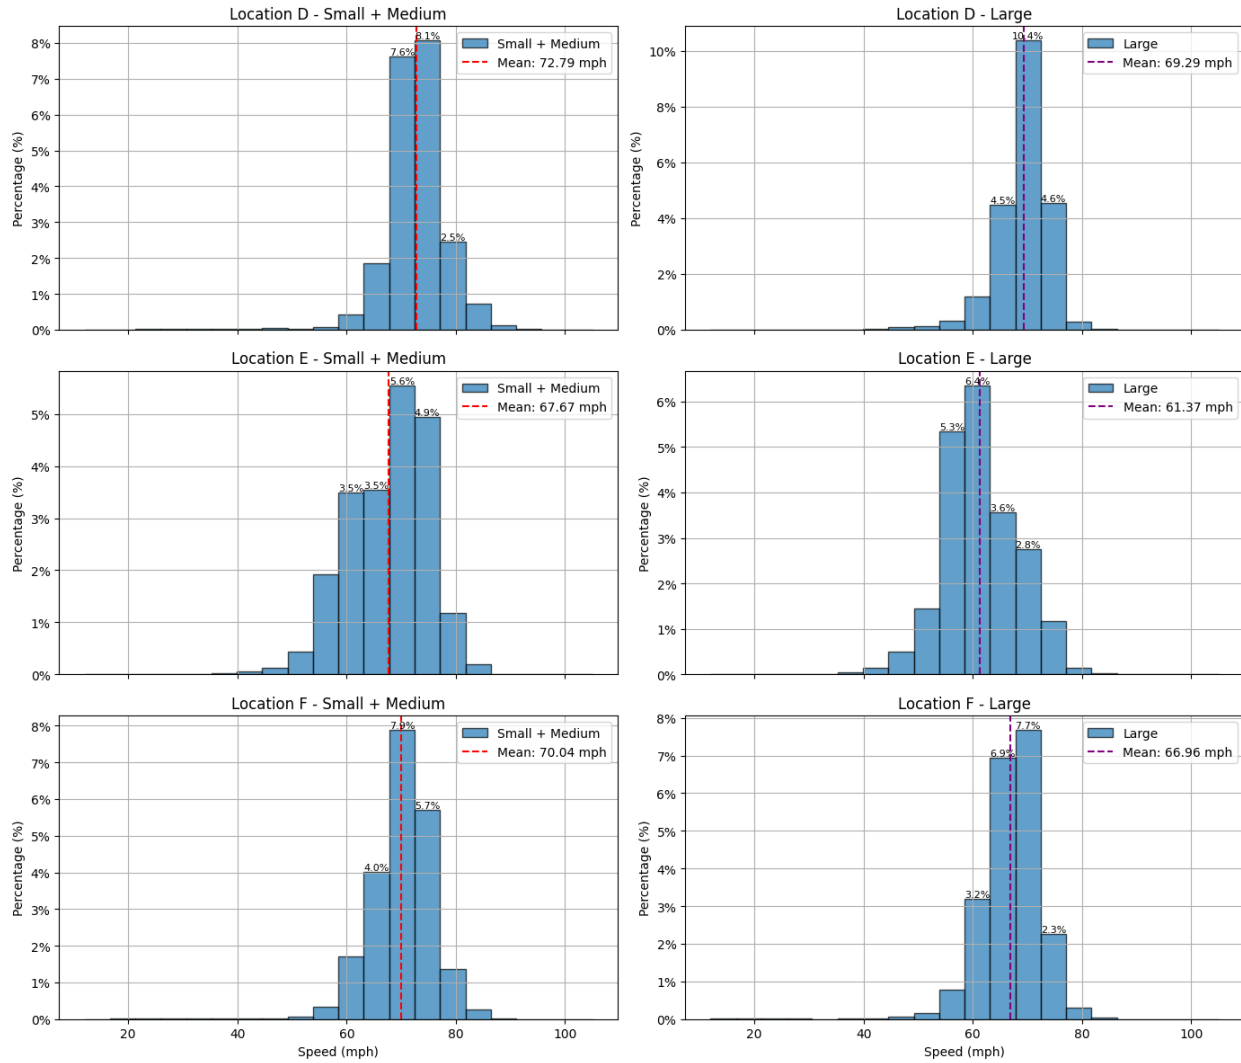 Location D - Small + Medium
Percentage (%)
8%
7%
6%
5%
4%
3%
2%
1%
0%
7.6%
8.1%
2.5%
Small + Medium
Mean: 72.79 mph
Location D - Large
Percentage (%)
10%
8%
6%
4%
2%
0%
4.5%
10.4%
4.6%
Large
Mean: 69.29 mph
Location E - Small + Medium
Percentage (%)
5%
4%
3%
2%
1%
0%
3.5%
3.5%
5.6%
4.9%
Small + Medium
Mean: 67.67 mph
Location E - Large
Percentage (%)
6%
5%
4%
3%
2%
1%
0%
5.3%
6.4%
3.6%
2.8%
Large
Mean: 61.37 mph
Location F - Small + Medium
Percentage (%)
8%
7%
6%
5%
4%
3%
2%
1%
0%
4.0%
7.9%
5.7%
Small + Medium
Mean: 70.04 mph
20 40 60 80 100
Speed (mph)
Location F - Large
Percentage (%)
8%
7%
6%
5%
4%
3%
2%
1%
0%
3.2%
6.9%
7.7%
2.3%
Large
Mean: 66.96 mph
20 40 60 80 100
Speed (mph)